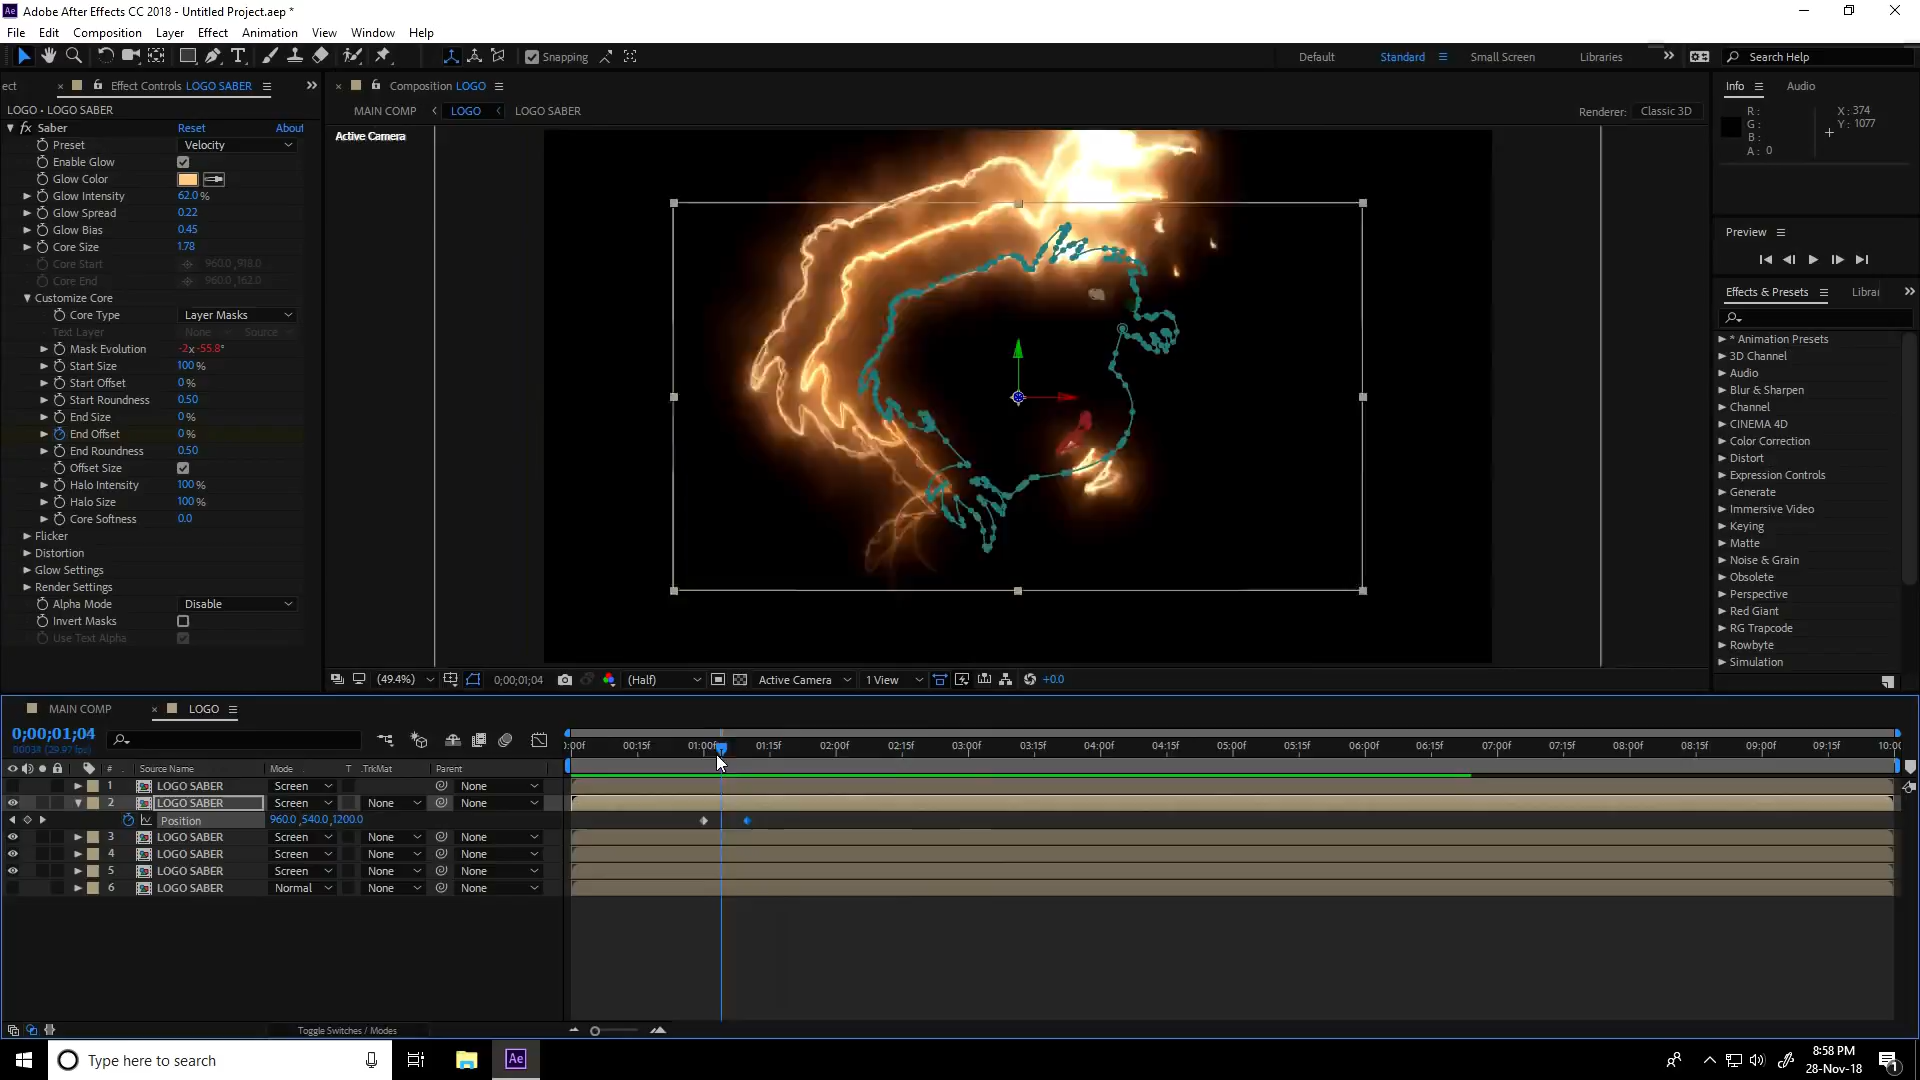 Adobe After Effects CC 2018 - Untitled Project.aep *
File Edit Composition Layer Effect Animation View Window Help
Snapping Default Standard Small Screen Libraries Search Help
ect Effect Controls LOGO SABER
Composition LOGO
Info Audio
LOGO • LOGO SABER
MAIN COMP LOGO LOGO SABER
Renderer: Classic 3D
Active Camera
R: X: 374
G: Y: 1077
B:
A: 0
fx Saber Reset About
Preset Velocity
Enable Glow
Glow Color
Glow Intensity 62.0 %
Glow Spread 0.22
Glow Bias 0.45
Core Size 1.78
Core Start 960.0 ,918.0
Core End 960.0 ,162.0
Customize Core
Core Type Layer Masks
Text Layer None Source
Mask Evolution -2x-55.8°
Start Size 100 %
Start Offset 0 %
Start Roundness 0.50
End Size 0 %
End Offset 0 %
End Roundness 0.50
Offset Size
Halo Intensity 100 %
Halo Size 100 %
Core Softness 0.0
Flicker
Distortion
Glow Settings
Render Settings
Alpha Mode Disable
Invert Masks
Use Text Alpha
Preview
Effects & Presets Librai
* Animation Presets
3D Channel
Audio
Blur & Sharpen
Channel
CINEMA 4D
Color Correction
Distort
Expression Controls
Generate
Immersive Video
Keying
Matte
Noise & Grain
Obsolete
Perspective
Red Giant
RG Trapcode
Rowbyte
Simulation
(49.4%) 0;00;01;04 (Half) Active Camera 1 View +0.0
MAIN COMP LOGO
0;00;01;04
00034 (29.97 fps)
:00f 00:15f 01:00f 01:15f 02:00f 02:15f 03:00f 03:15f 04:00f 04:15f 05:00f 05:15f 06:00f 06:15f 07:00f 07:15f 08:00f 08:15f 09:00f 09:15f 10:00
# Source Name Mode T .TrkMat Parent
1 LOGO SABER Screen None
2 LOGO SABER Screen None None
Position 960.0 ,540.0 ,1200.0
3 LOGO SABER Screen None None
4 LOGO SABER Screen None None
5 LOGO SABER Screen None None
6 LOGO SABER Normal None None
Toggle Switches / Modes
Type here to search
Ae
8:58 PM
28-Nov-18
1